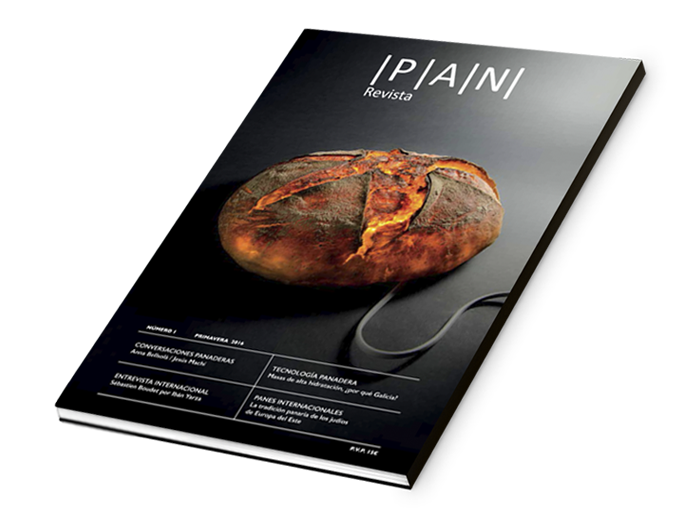 |P|A|N|
Revista
NÚMERO 1 PRIMAVERA 2016
CONVERSACIONES PANADERAS
Anna Bellsolà / Jesús Machi
TECNOLOGÍA PANADERA
Masas de alta hidratación, ¿por qué Galicia?
ENTREVISTA INTERNACIONAL
Sébastien Boudet por Ibán Yarza
PANES INTERNACIONALES
La tradición panaria de los judíos
de Europa del Este
P.V.P. 15€